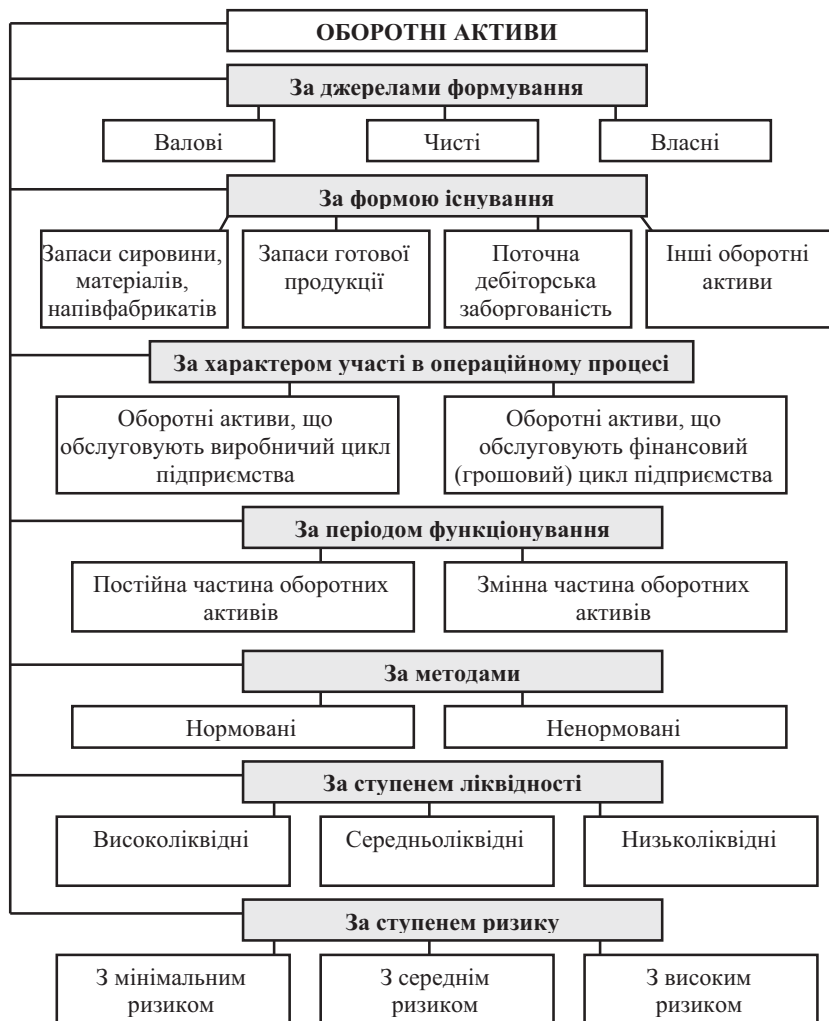 ОБОРОТНІ АКТИВИ
За джерелами формування
Валові
Чисті
Власні
За формою існування
Запаси сировини,
матеріалів,
напівфабрикатів
Запаси готової
продукції
Поточна
дебіторська
заборгованість
Інші оборотні
активи
За характером участі в операційному процесі
Оборотні активи, що
обслуговують виробничий цикл
підприємства
Оборотні активи, що
обслуговують фінансовий
(грошовий) цикл підприємства
За періодом функціонування
Постійна частина оборотних
активів
Змінна частина оборотних
активів
За методами
Нормовані
Ненормовані
За ступенем ліквідності
Високоліквідні
Середньоліквідні
Низьколіквідні
За ступенем ризику
З мінімальним
ризиком
З середнім
ризиком
З високим
ризиком